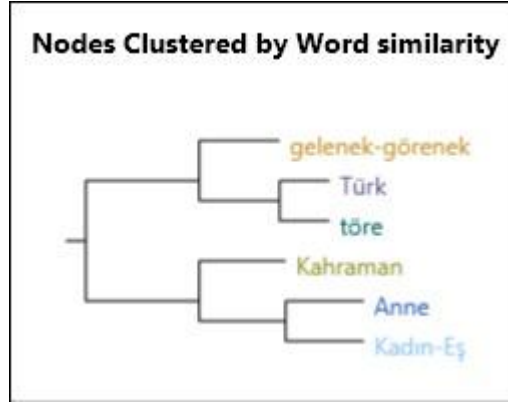 Nodes Clustered by Word similarity
gelenek-görenek
Türk
töre
Kahraman
Anne
Kadın-Eş